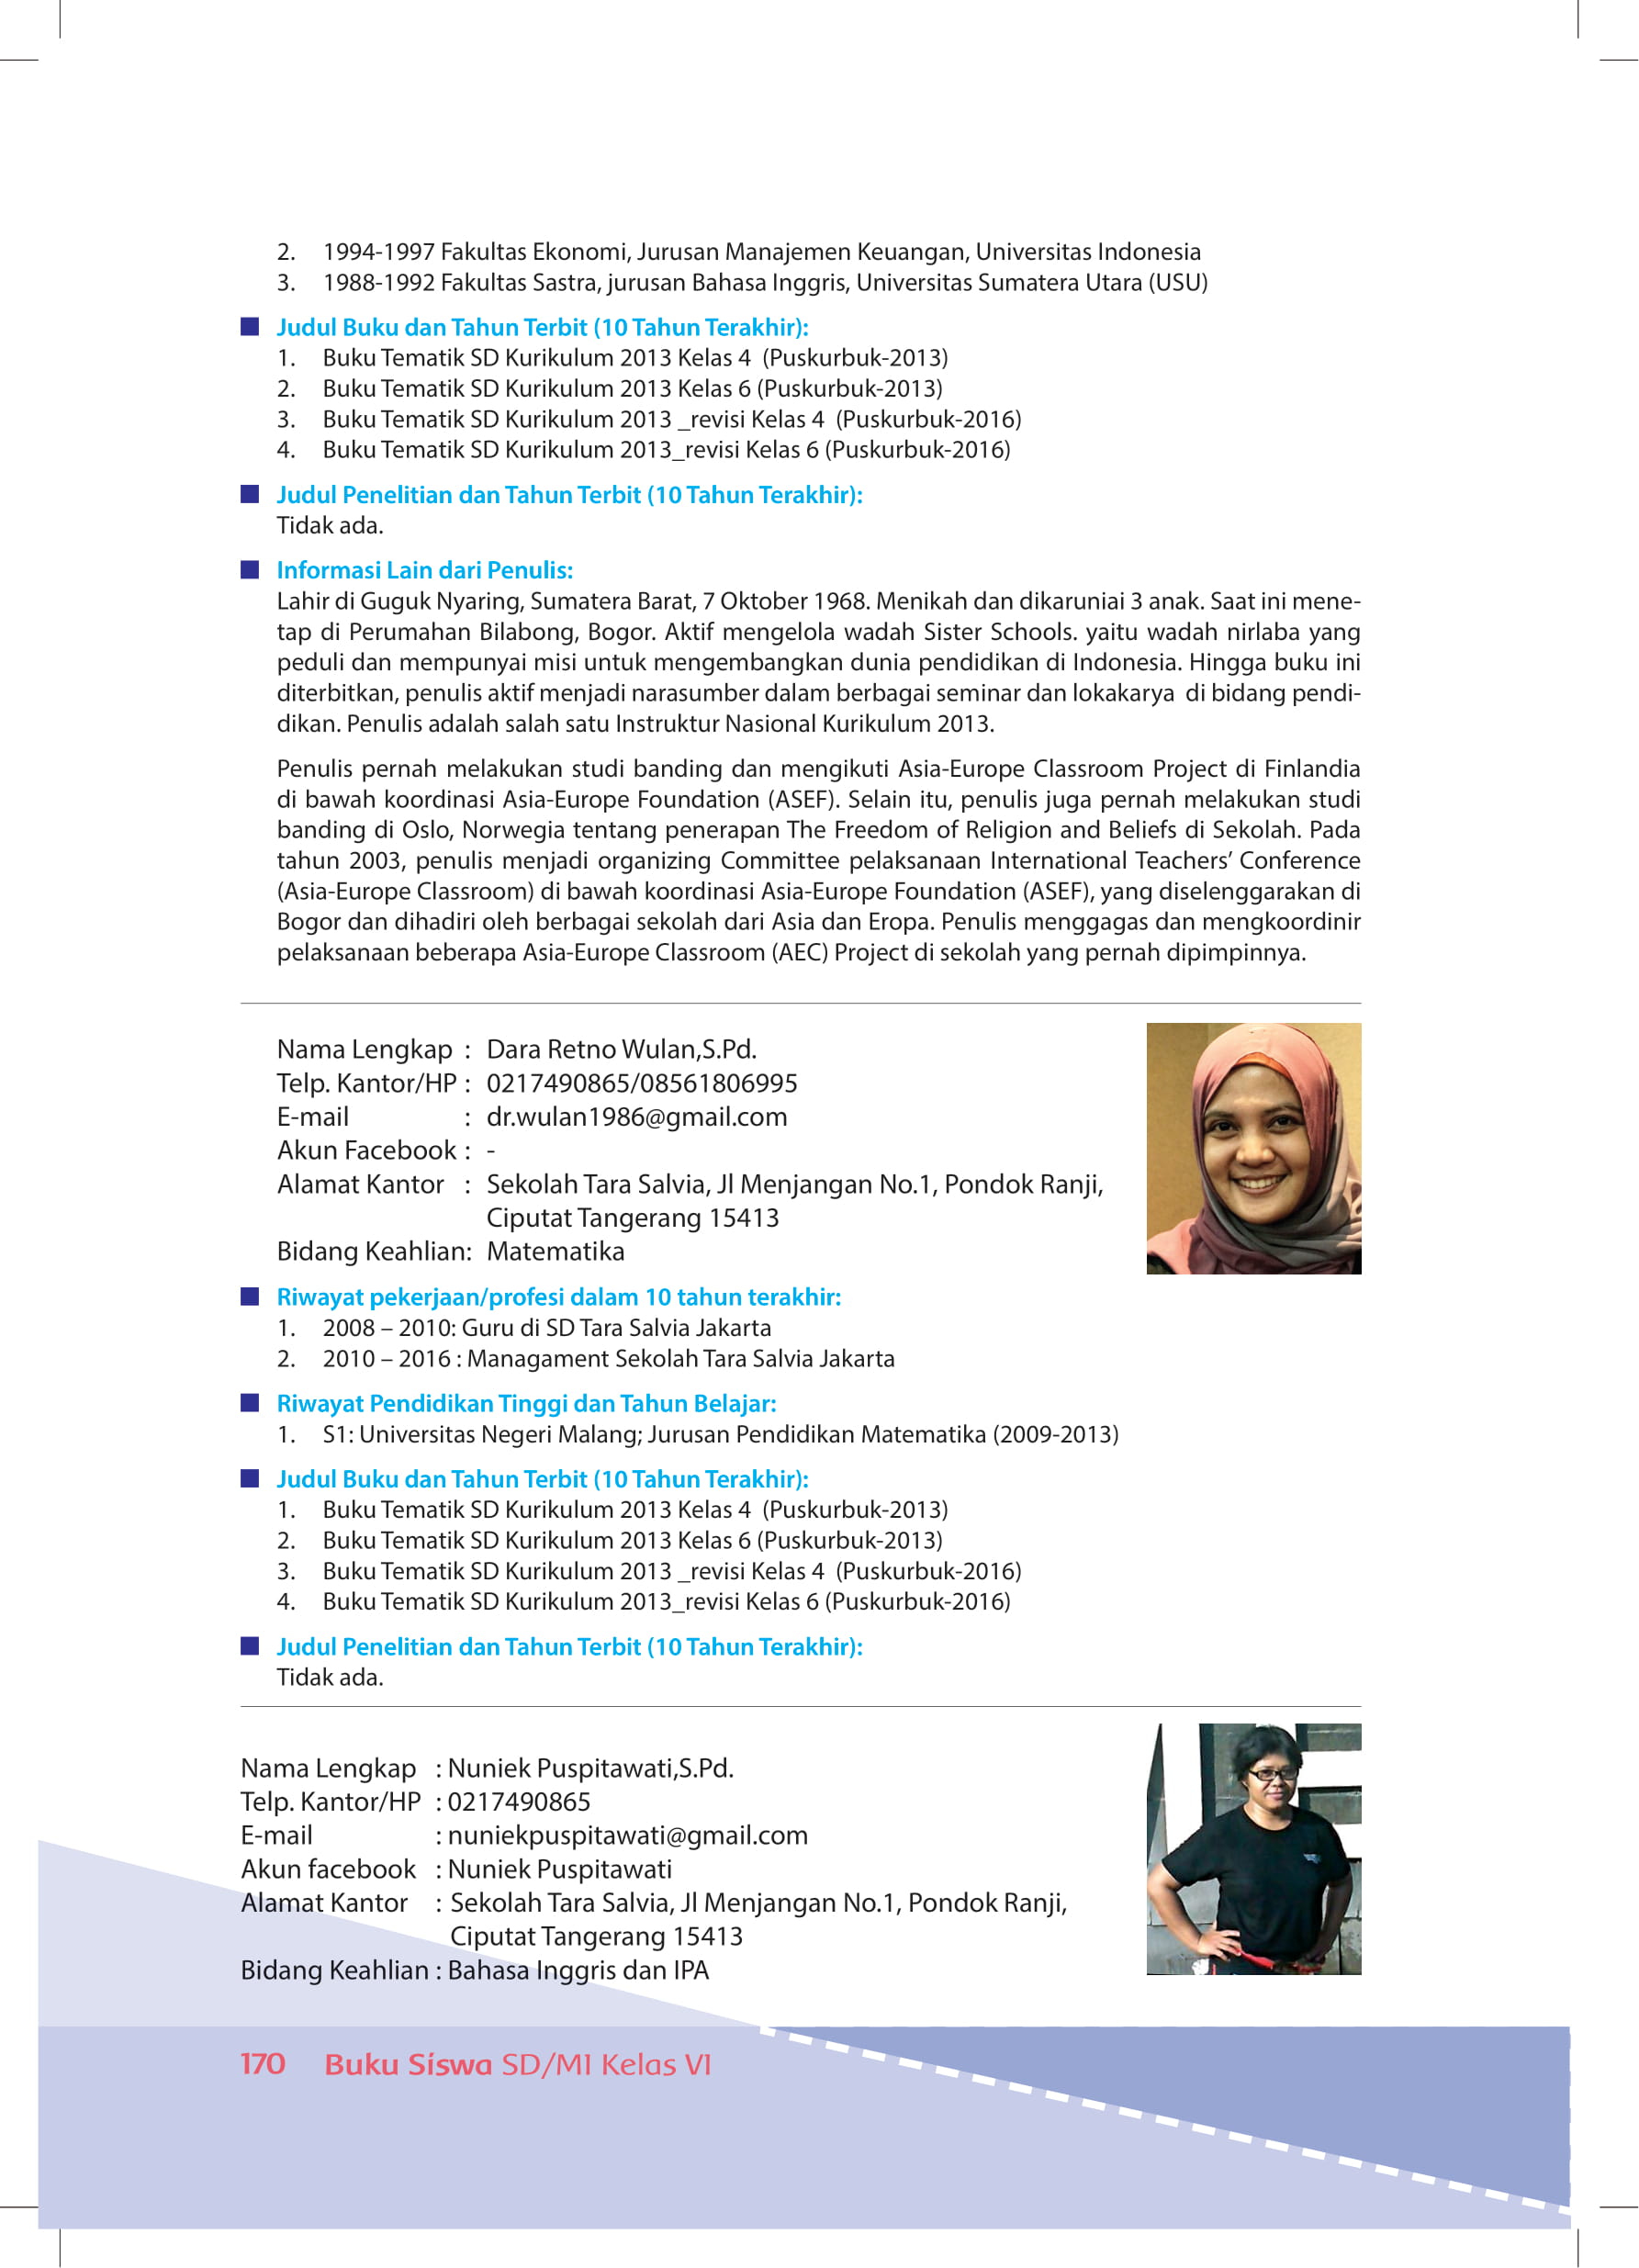 2. 1994-1997 Fakultas Ekonomi, Jurusan Manajemen Keuangan, Universitas Indonesia
3. 1988-1992 Fakultas Sastra, jurusan Bahasa Inggris, Universitas Sumatera Utara (USU)
Judul Buku dan Tahun Terbit (10 Tahun Terakhir):
1. Buku Tematik SD Kurikulum 2013 Kelas 4 (Puskurbuk-2013)
2. Buku Tematik SD Kurikulum 2013 Kelas 6 (Puskurbuk-2013)
3. Buku Tematik SD Kurikulum 2013 _revisi Kelas 4 (Puskurbuk-2016)
4. Buku Tematik SD Kurikulum 2013_revisi Kelas 6 (Puskurbuk-2016)
Judul Penelitian dan Tahun Terbit (10 Tahun Terakhir):
Tidak ada.
Informasi Lain dari Penulis:
Lahir di Guguk Nyaring, Sumatera Barat, 7 Oktober 1968. Menikah dan dikaruniai 3 anak. Saat ini mene-
tap di Perumahan Bilabong, Bogor. Aktif mengelola wadah Sister Schools. yaitu wadah nirlaba yang
peduli dan mempunyai misi untuk mengembangkan dunia pendidikan di Indonesia. Hingga buku ini
diterbitkan, penulis aktif menjadi narasumber dalam berbagai seminar dan lokakarya di bidang pendi-
dikan. Penulis adalah salah satu Instruktur Nasional Kurikulum 2013.
Penulis pernah melakukan studi banding dan mengikuti Asia-Europe Classroom Project di Finlandia
di bawah koordinasi Asia-Europe Foundation (ASEF). Selain itu, penulis juga pernah melakukan studi
banding di Oslo, Norwegia tentang penerapan The Freedom of Religion and Beliefs di Sekolah. Pada
tahun 2003, penulis menjadi organizing Committee pelaksanaan International Teachers’ Conference
(Asia-Europe Classroom) di bawah koordinasi Asia-Europe Foundation (ASEF), yang diselenggarakan di
Bogor dan dihadiri oleh berbagai sekolah dari Asia dan Eropa. Penulis menggagas dan mengkoordinir
pelaksanaan beberapa Asia-Europe Classroom (AEC) Project di sekolah yang pernah dipimpinnya.
Nama Lengkap : Dara Retno Wulan,S.Pd.
Telp. Kantor/HP : 0217490865/08561806995
E-mail : dr.wulan1986@gmail.com
Akun Facebook : -
Alamat Kantor : Sekolah Tara Salvia, Jl Menjangan No.1, Pondok Ranji,
Ciputat Tangerang 15413
Bidang Keahlian: Matematika
Riwayat pekerjaan/profesi dalam 10 tahun terakhir:
1. 2008 – 2010: Guru di SD Tara Salvia Jakarta
2. 2010 – 2016 : Managament Sekolah Tara Salvia Jakarta
Riwayat Pendidikan Tinggi dan Tahun Belajar:
1. S1: Universitas Negeri Malang; Jurusan Pendidikan Matematika (2009-2013)
Judul Buku dan Tahun Terbit (10 Tahun Terakhir):
1. Buku Tematik SD Kurikulum 2013 Kelas 4 (Puskurbuk-2013)
2. Buku Tematik SD Kurikulum 2013 Kelas 6 (Puskurbuk-2013)
3. Buku Tematik SD Kurikulum 2013 _revisi Kelas 4 (Puskurbuk-2016)
4. Buku Tematik SD Kurikulum 2013_revisi Kelas 6 (Puskurbuk-2016)
Judul Penelitian dan Tahun Terbit (10 Tahun Terakhir):
Tidak ada.
Nama Lengkap : Nuniek Puspitawati,S.Pd.
Telp. Kantor/HP : 0217490865
E-mail : nuniekpuspitawati@gmail.com
Akun facebook : Nuniek Puspitawati
Alamat Kantor : Sekolah Tara Salvia, Jl Menjangan No.1, Pondok Ranji,
Ciputat Tangerang 15413
Bidang Keahlian : Bahasa Inggris dan IPA
170 Buku Siswa SD/MI Kelas VI